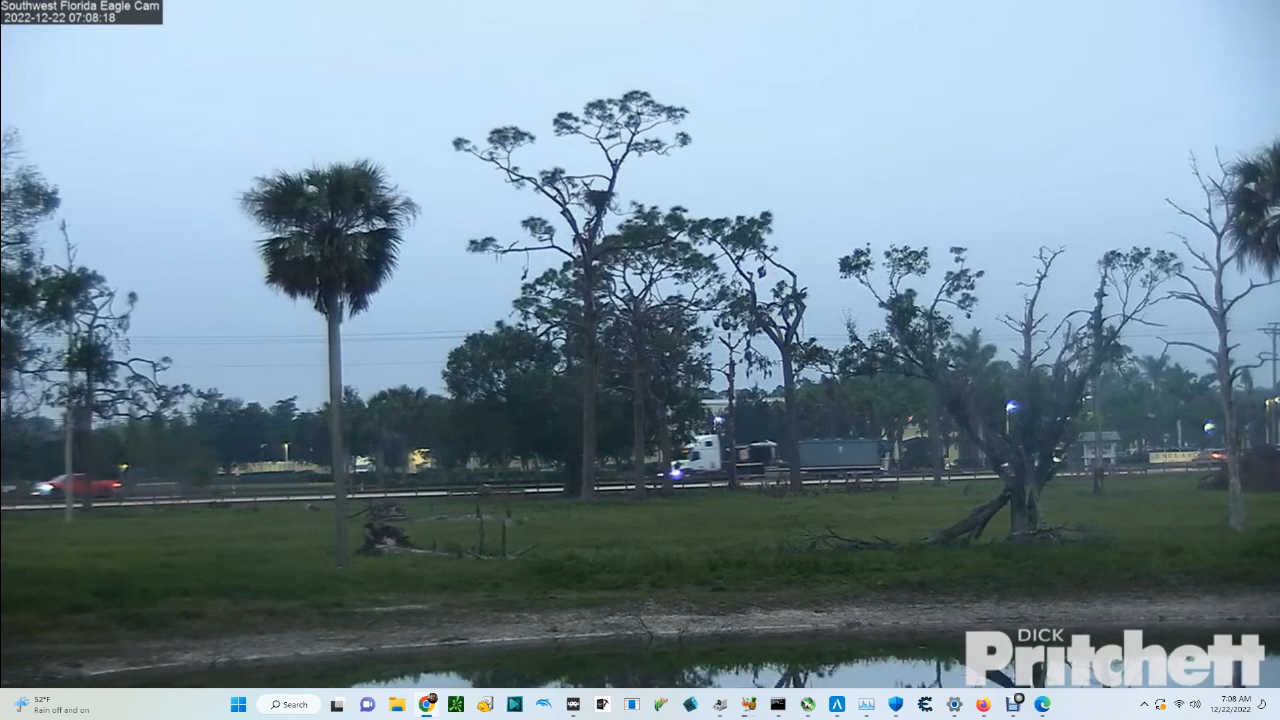 Southwest Florida Eagle Cam
2022-12-22 07:08:18
DICK
Pritchett
52°F
Rain off and on
Search
7:08 AM
12/22/2022